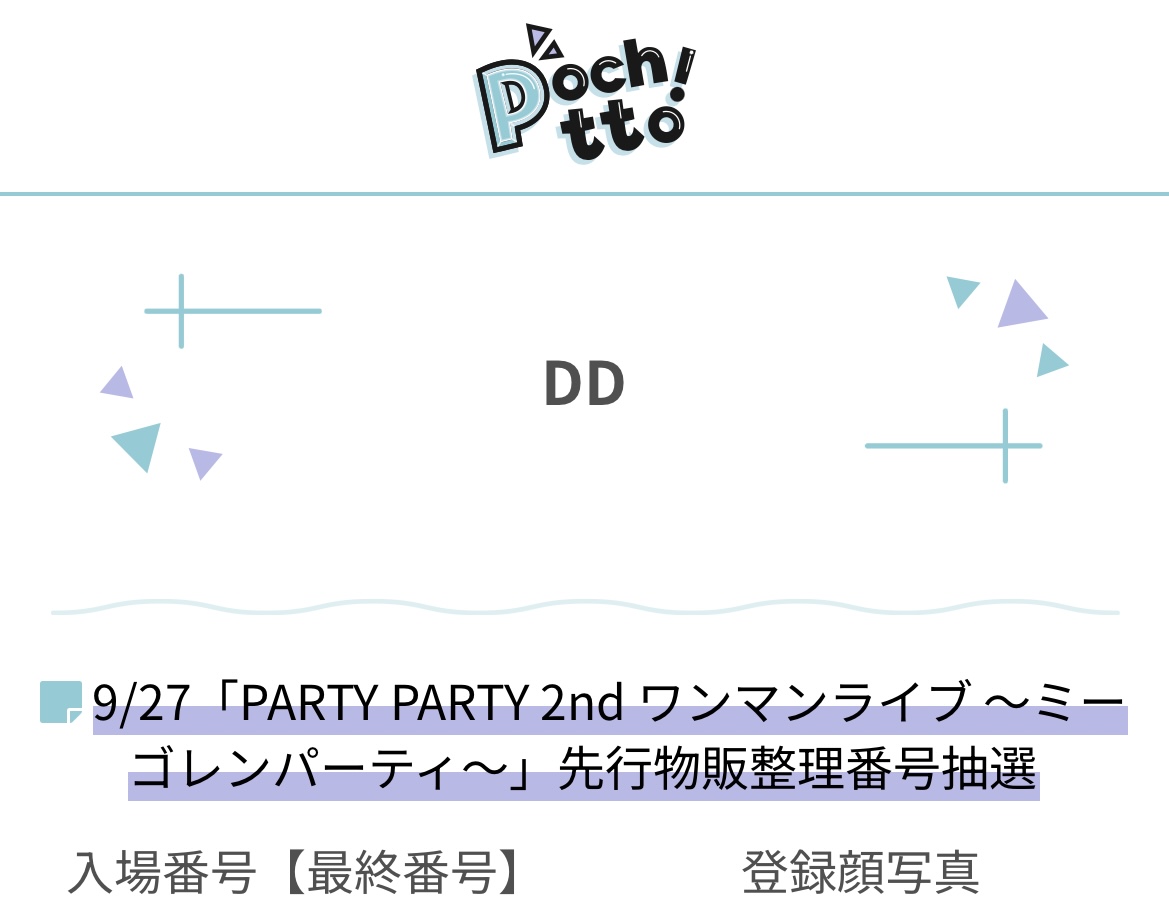 Poch!
tto
DD
9/27「PARTY PARTY 2nd ワンマンライブ 〜ミー
ゴレンパーティ〜」先行物販整理番号抽選
入場番号【最終番号】 登録顔写真